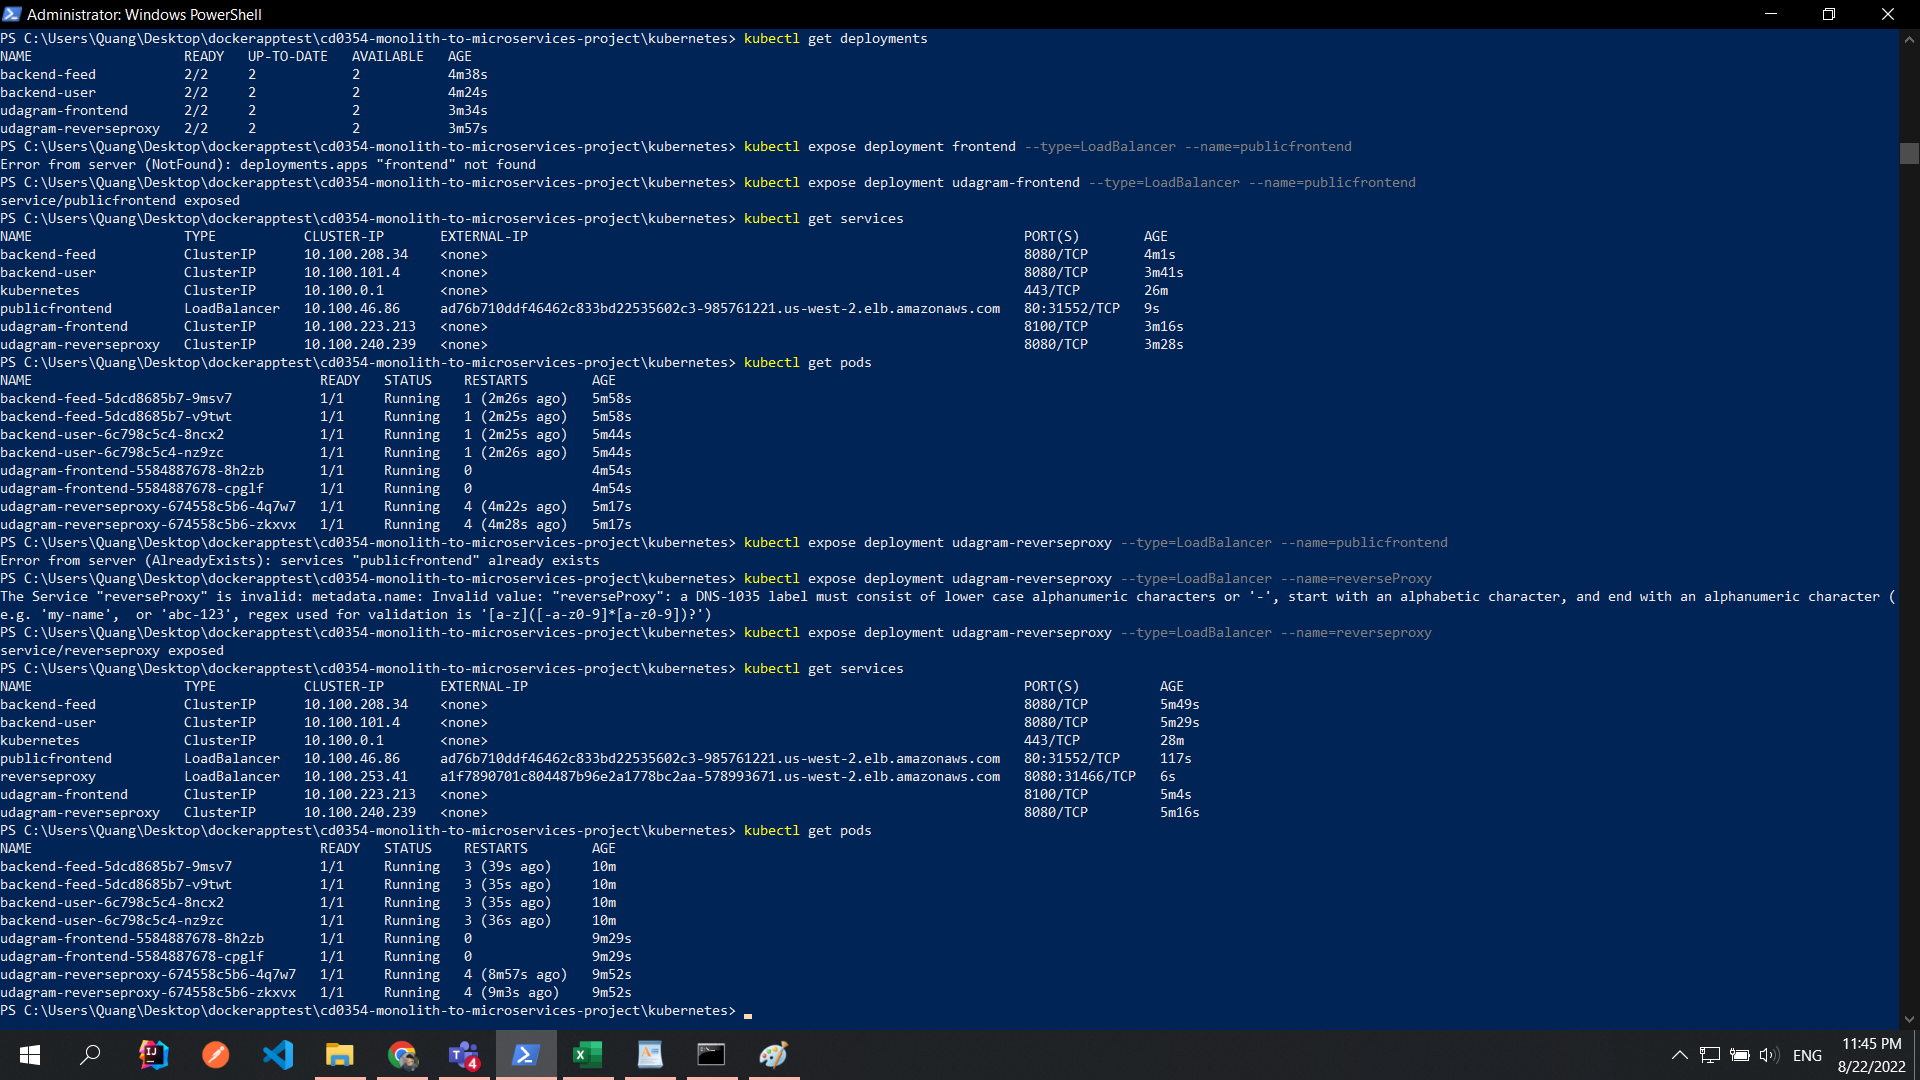 Administrator: Windows PowerShell
PS C:\Users\Quang\Desktop\dockerapptest\cd0354-monolith-to-microservices-project\kubernetes> kubectl get deployments
NAME READY UP-TO-DATE AVAILABLE AGE
backend-feed 2/2 2 2 4m38s
backend-user 2/2 2 2 4m24s
udagram-frontend 2/2 2 2 3m34s
udagram-reverseproxy 2/2 2 2 3m57s
PS C:\Users\Quang\Desktop\dockerapptest\cd0354-monolith-to-microservices-project\kubernetes> kubectl expose deployment frontend --type=LoadBalancer --name=publicfrontend
Error from server (NotFound): deployments.apps "frontend" not found
PS C:\Users\Quang\Desktop\dockerapptest\cd0354-monolith-to-microservices-project\kubernetes> kubectl expose deployment udagram-frontend --type=LoadBalancer --name=publicfrontend
service/publicfrontend exposed
PS C:\Users\Quang\Desktop\dockerapptest\cd0354-monolith-to-microservices-project\kubernetes> kubectl get services
NAME TYPE CLUSTER-IP EXTERNAL-IP PORT(S) AGE
backend-feed ClusterIP 10.100.208.34 <none> 8080/TCP 4m1s
backend-user ClusterIP 10.100.101.4 <none> 8080/TCP 3m41s
kubernetes ClusterIP 10.100.0.1 <none> 443/TCP 26m
publicfrontend LoadBalancer 10.100.46.86 ad76b710ddf46462c833bd22535602c3-985761221.us-west-2.elb.amazonaws.com 80:31552/TCP 9s
udagram-frontend ClusterIP 10.100.223.213 <none> 8100/TCP 3m16s
udagram-reverseproxy ClusterIP 10.100.240.239 <none> 8080/TCP 3m28s
PS C:\Users\Quang\Desktop\dockerapptest\cd0354-monolith-to-microservices-project\kubernetes> kubectl get pods
NAME READY STATUS RESTARTS AGE
backend-feed-5dcd8685b7-9msv7 1/1 Running 1 (2m26s ago) 5m58s
backend-feed-5dcd8685b7-v9twt 1/1 Running 1 (2m25s ago) 5m58s
backend-user-6c798c5c4-8ncx2 1/1 Running 1 (2m25s ago) 5m44s
backend-user-6c798c5c4-nz9zc 1/1 Running 1 (2m26s ago) 5m44s
udagram-frontend-5584887678-8h2zb 1/1 Running 0 4m54s
udagram-frontend-5584887678-cpglf 1/1 Running 0 4m54s
udagram-reverseproxy-674558c5b6-4q7w7 1/1 Running 4 (4m22s ago) 5m17s
udagram-reverseproxy-674558c5b6-zkxvx 1/1 Running 4 (4m28s ago) 5m17s
PS C:\Users\Quang\Desktop\dockerapptest\cd0354-monolith-to-microservices-project\kubernetes> kubectl expose deployment udagram-reverseproxy --type=LoadBalancer --name=publicfrontend
Error from server (AlreadyExists): services "publicfrontend" already exists
PS C:\Users\Quang\Desktop\dockerapptest\cd0354-monolith-to-microservices-project\kubernetes> kubectl expose deployment udagram-reverseproxy --type=LoadBalancer --name=reverseProxy
The Service "reverseProxy" is invalid: metadata.name: Invalid value: "reverseProxy": a DNS-1035 label must consist of lower case alphanumeric characters or '-', start with an alphabetic character, and end with an alphanumeric character (
e.g. 'my-name',  or 'abc-123', regex used for validation is '[a-z]([-a-z0-9]*[a-z0-9])?')
PS C:\Users\Quang\Desktop\dockerapptest\cd0354-monolith-to-microservices-project\kubernetes> kubectl expose deployment udagram-reverseproxy --type=LoadBalancer --name=reverseproxy
service/reverseproxy exposed
PS C:\Users\Quang\Desktop\dockerapptest\cd0354-monolith-to-microservices-project\kubernetes> kubectl get services
NAME TYPE CLUSTER-IP EXTERNAL-IP PORT(S) AGE
backend-feed ClusterIP 10.100.208.34 <none> 8080/TCP 5m49s
backend-user ClusterIP 10.100.101.4 <none> 8080/TCP 5m29s
kubernetes ClusterIP 10.100.0.1 <none> 443/TCP 28m
publicfrontend LoadBalancer 10.100.46.86 ad76b710ddf46462c833bd22535602c3-985761221.us-west-2.elb.amazonaws.com 80:31552/TCP 117s
reverseproxy LoadBalancer 10.100.253.41 a1f7890701c804487b96e2a1778bc2aa-578993671.us-west-2.elb.amazonaws.com 8080:31466/TCP 6s
udagram-frontend ClusterIP 10.100.223.213 <none> 8100/TCP 5m4s
udagram-reverseproxy ClusterIP 10.100.240.239 <none> 8080/TCP 5m16s
PS C:\Users\Quang\Desktop\dockerapptest\cd0354-monolith-to-microservices-project\kubernetes> kubectl get pods
NAME READY STATUS RESTARTS AGE
backend-feed-5dcd8685b7-9msv7 1/1 Running 3 (39s ago) 10m
backend-feed-5dcd8685b7-v9twt 1/1 Running 3 (35s ago) 10m
backend-user-6c798c5c4-8ncx2 1/1 Running 3 (35s ago) 10m
backend-user-6c798c5c4-nz9zc 1/1 Running 3 (36s ago) 10m
udagram-frontend-5584887678-8h2zb 1/1 Running 0 9m29s
udagram-frontend-5584887678-cpglf 1/1 Running 0 9m29s
udagram-reverseproxy-674558c5b6-4q7w7 1/1 Running 4 (8m57s ago) 9m52s
udagram-reverseproxy-674558c5b6-zkxvx 1/1 Running 4 (9m3s ago) 9m52s
PS C:\Users\Quang\Desktop\dockerapptest\cd0354-monolith-to-microservices-project\kubernetes>
4
ENG
11:45 PM
8/22/2022